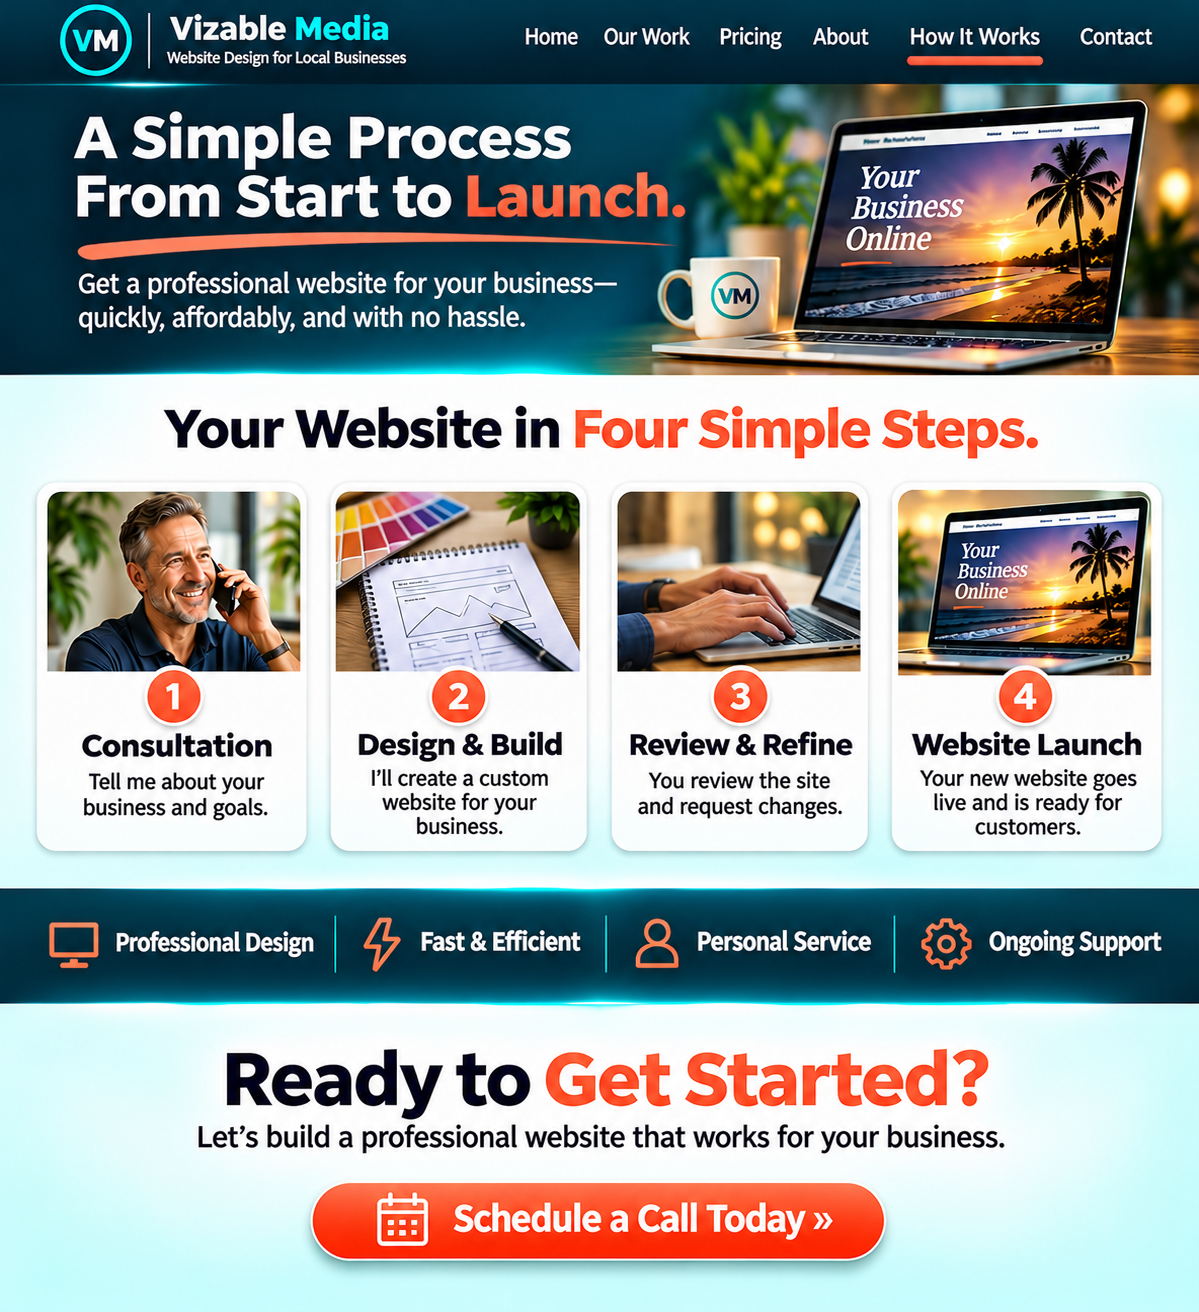 VM
Vizable Media
Website Design for Local Businesses
Home Our Work Pricing About How It Works Contact
A Simple Process
From Start to Launch.
Get a professional website for your business—
quickly, affordably, and with no hassle.
VM
Your
Business
Online
Your Website in Four Simple Steps.
1
Consultation
Tell me about your
business and goals.
2
Design & Build
I'll create a custom
website for your
business.
3
Review & Refine
You review the site
and request changes.
Your
Business
Online
4
Website Launch
Your new website goes
live and is ready for
customers.
Professional Design
Fast & Efficient
Personal Service
Ongoing Support
Ready to Get Started?
Let's build a professional website that works for your business.
Schedule a Call Today »